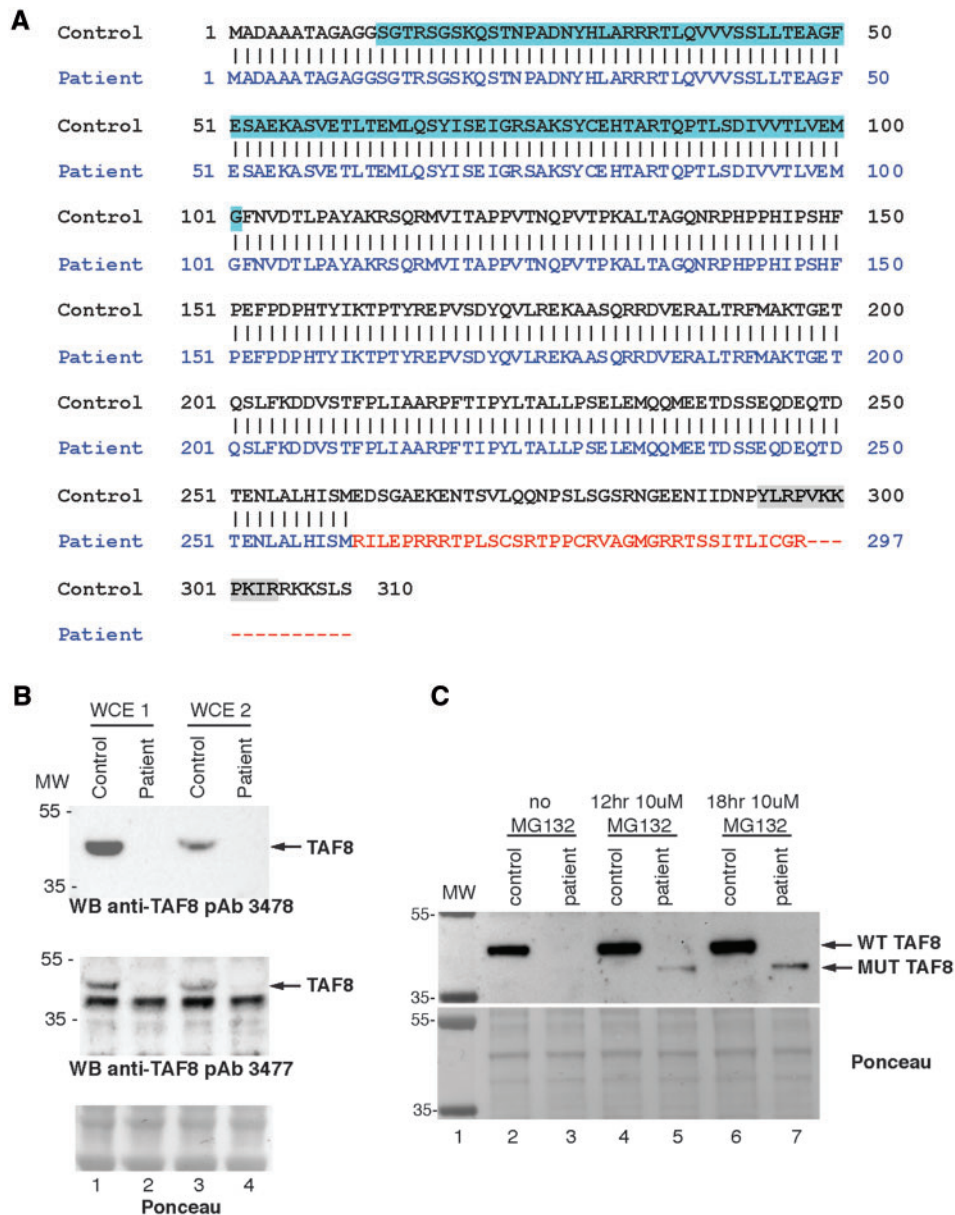 A
Control 1 MADAAATAGAGGSGTRSGSKQSTNPADNYHLARRRTLQVVVSSLLTEAGF 50
Patient 1 MADAAATAGAGGSGTRSGSKQSTNPADNYHLARRRTLQVVVSSLLTEAGF 50
Control 51 ESAEKASVETLTEMLQSYISEIGRSAKSYCEHTARTQPTLSDIVVTLVEM 100
Patient 51 ESAEKASVETLTEMLQSYISEIGRSAKSYCEHTARTQPTLSDIVVTLVEM 100
Control 101 GFNVDTLPAYAKRSQRMVITAPPVTNQPVTPKALTAGQNRPHPPHIPSHF 150
Patient 101 GFNVDTLPAYAKRSQRMVITAPPVTNQPVTPKALTAGQNRPHPPHIPSHF 150
Control 151 PEFPDPHTYIKTPTYREPVSDYQVLREKAASQRRDVERALTRFMAKTGET 200
Patient 151 PEFPDPHTYIKTPTYREPVSDYQVLREKAASQRRDVERALTRFMAKTGET 200
Control 201 QSLFKDDVSTFPLIAARPFTIPYLTALLPSELEMQQMEETDSSEQDEQTD 250
Patient 201 QSLFKDDVSTFPLIAARPFTIPYLTALLPSELEMQQMEETDSSEQDEQTD 250
Control 251 TENLALHISMEDSGAEKENTSVLQQNPSLSGSRNGEENIIDNPYLRPVKK 300
Patient 251 TENLALHISMRILEPRRRTPLSCSRTPPCRVAGMGRRTSSITLICGR--- 297
Control 301 PKIRRKKSLS 310
Patient ----------
B
WCE 1 WCE 2
Control Patient Control Patient
MW
55 -
TAF8
35 -
WB anti-TAF8 pAb 3478
55 -
TAF8
35 -
WB anti-TAF8 pAb 3477
1 2 3 4
Ponceau
C
no MG132
12hr 10uM MG132
18hr 10uM MG132
MW control patient control patient control patient
55-
WT TAF8
MUT TAF8
35-
55-
Ponceau
35-
1 2 3 4 5 6 7